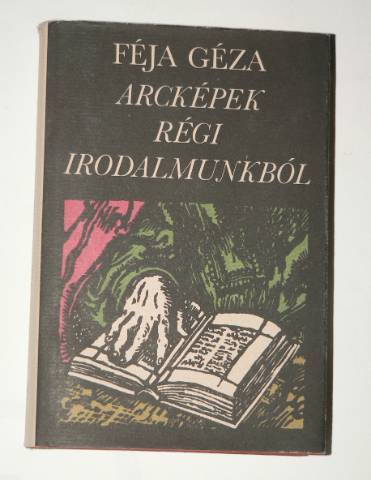 FÉJA GÉZA
ARCKÉPEK
RÉGI
IRODALMUNKBÓL